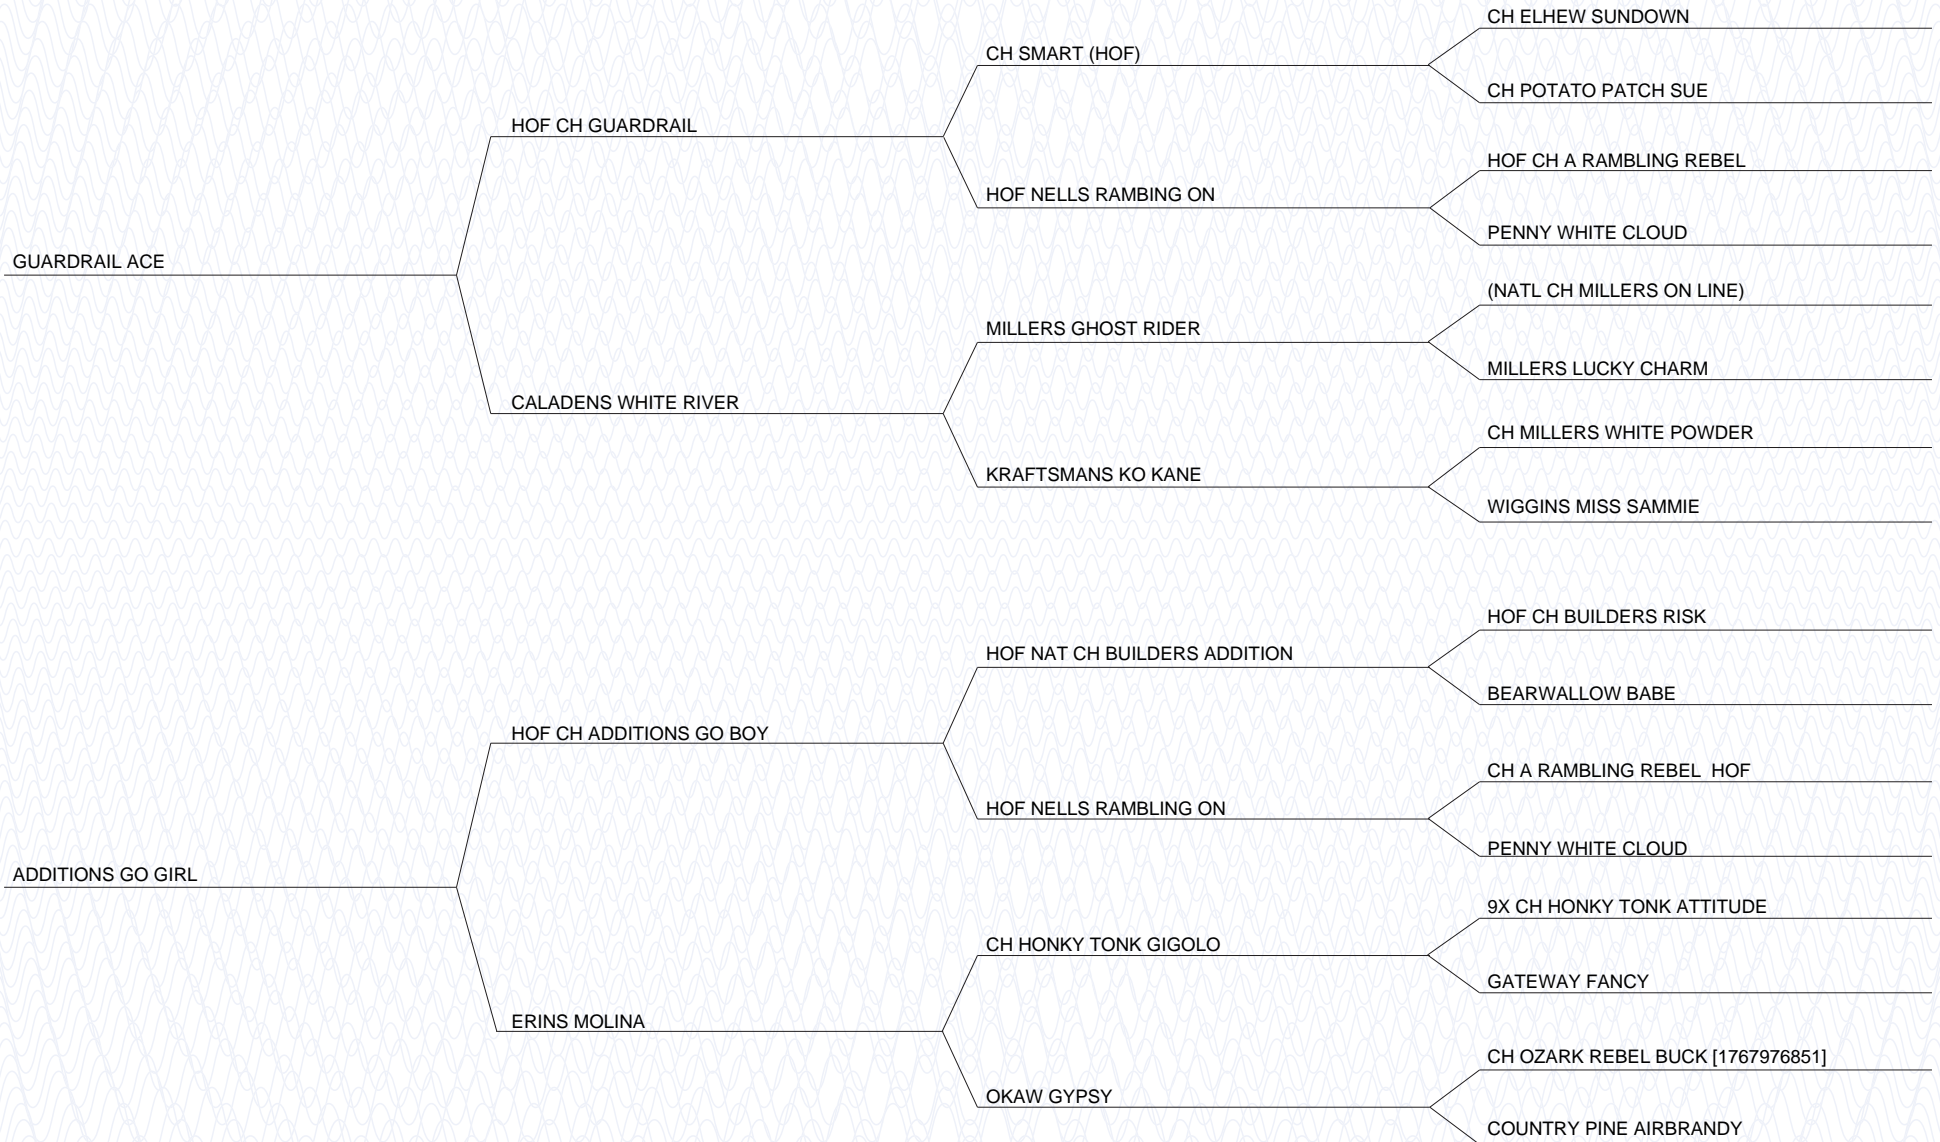 CH ELHEW SUNDOWN
CH SMART (HOF)
CH POTATO PATCH SUE
HOF CH GUARDRAIL
HOF CH A RAMBLING REBEL
HOF NELLS RAMBING ON
PENNY WHITE CLOUD
GUARDRAIL ACE
(NATL CH MILLERS ON LINE)
MILLERS GHOST RIDER
MILLERS LUCKY CHARM
CALADENS WHITE RIVER
CH MILLERS WHITE POWDER
KRAFTSMANS KO KANE
WIGGINS MISS SAMMIE
HOF CH BUILDERS RISK
HOF NAT CH BUILDERS ADDITION
BEARWALLOW BABE
HOF CH ADDITIONS GO BOY
CH A RAMBLING REBEL  HOF
HOF NELLS RAMBLING ON
PENNY WHITE CLOUD
ADDITIONS GO GIRL
9X CH HONKY TONK ATTITUDE
CH HONKY TONK GIGOLO
GATEWAY FANCY
ERINS MOLINA
CH OZARK REBEL BUCK [1767976851]
OKAW GYPSY
COUNTRY PINE AIRBRANDY